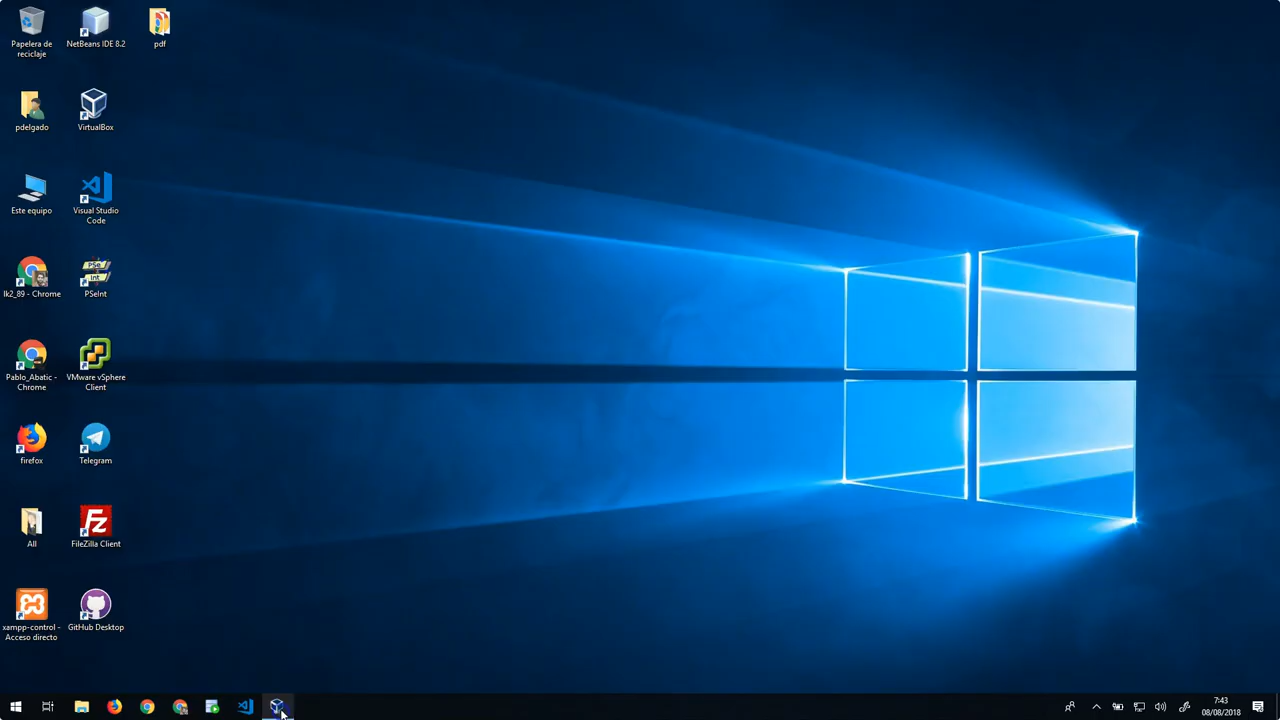 Papelera de
reciclaje
NetBeans IDE 8.2
pdf
pdelgado
VirtualBox
Este equipo
Visual Studio
Code
lk2_89 - Chrome
PSeInt
Pablo_Abatic -
Chrome
VMware vSphere
Client
firefox
Telegram
All
FileZilla Client
xampp-control -
Acceso directo
GitHub Desktop
7:43
08/08/2018